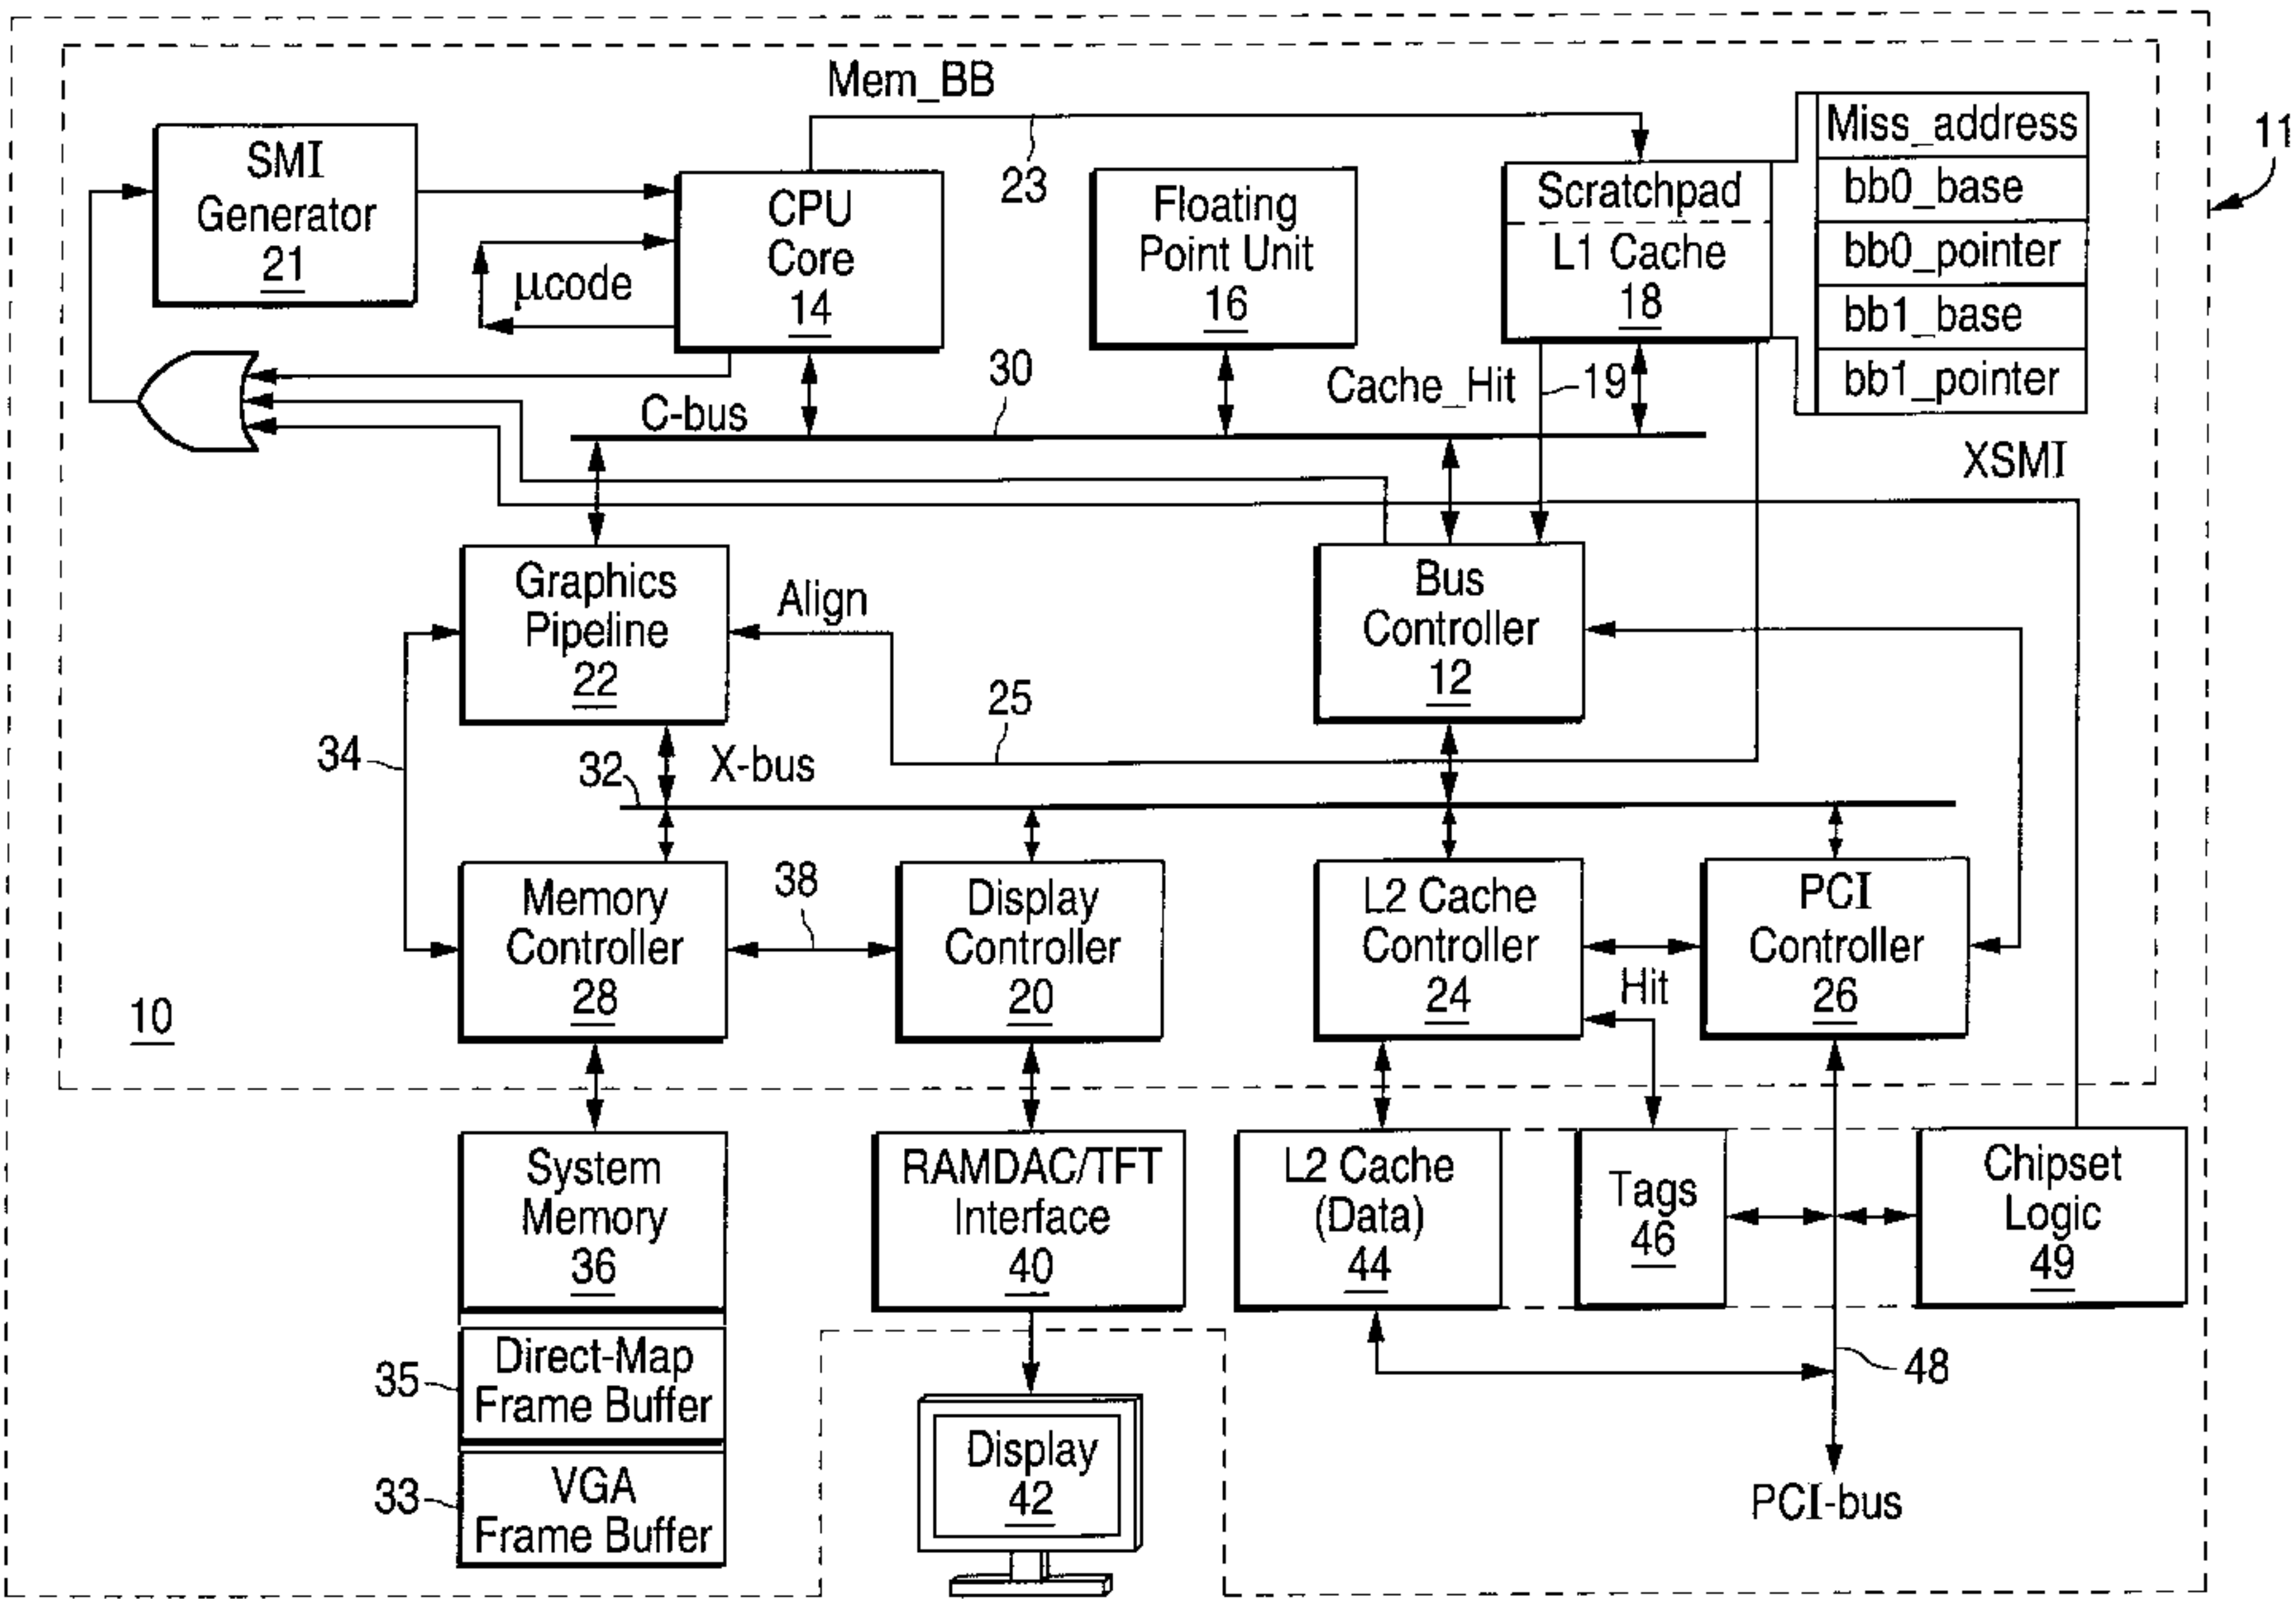 Mem_BB
11
SMI
Generator
21
CPU
Core
14
μcode
23
Floating
Point Unit
16
Scratchpad
L1 Cache
18
Miss_address
bb0_base
bb0_pointer
bb1_base
bb1_pointer
C-bus
30
Cache_Hit
19
XSMI
Graphics
Pipeline
22
Align
Bus
Controller
12
25
34
32
X-bus
Memory
Controller
28
38
Display
Controller
20
L2 Cache
Controller
24
Hit
PCI
Controller
26
10
System
Memory
36
RAMDAC/TFT
Interface
40
L2 Cache
(Data)
44
Tags
46
Chipset
Logic
49
35
Direct-Map
Frame Buffer
48
33
VGA
Frame Buffer
Display
42
PCI-bus